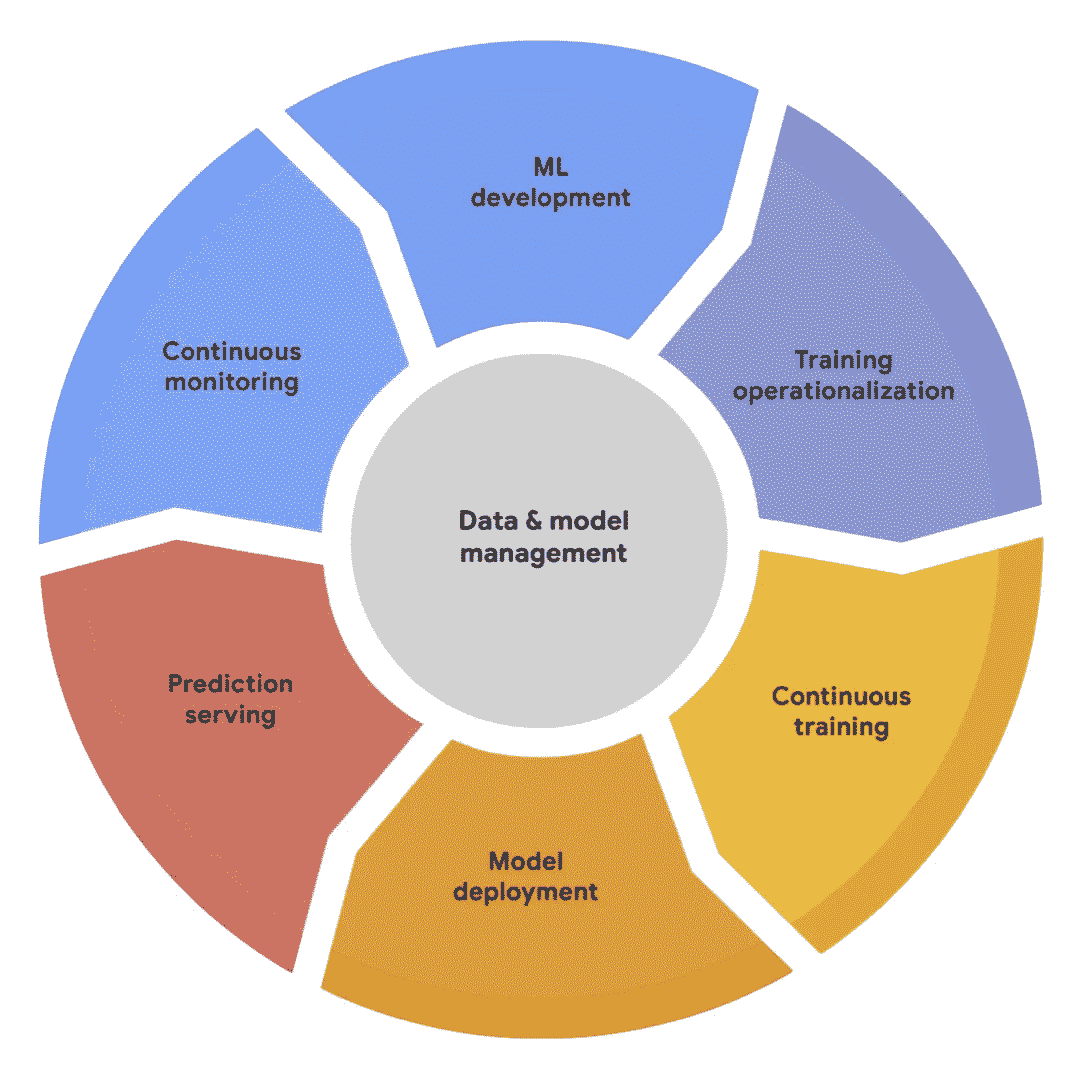 ML
development
Training
operationalization
Continuous
training
Model
deployment
Prediction
serving
Continuous
monitoring
Data & model
management